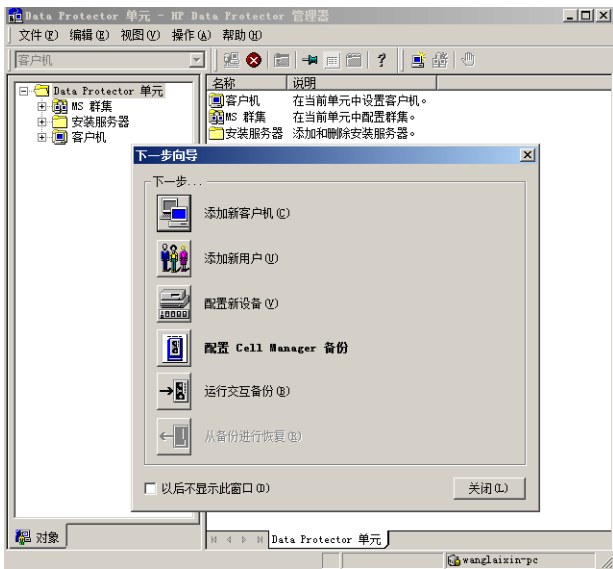 Data Protector 单元 - HP Data Protector 管理器
文件(F) 编辑(E) 视图(V) 操作(A) 帮助(H)
客户机
名称 说明
Data Protector 单元
MS 群集
安装服务器
客户机
客户机 在当前单元中设置客户机。
MS 群集 在当前单元中配置群集。
安装服务器 添加和删除安装服务器。
下一步向导
下一步...
添加新客户机(C)
添加新用户(U)
配置新设备(V)
配置 Cell Manager 备份
运行交互备份(B)
从备份进行恢复(R)
以后不显示此窗口(D)
关闭(L)
对象
Data Protector 单元
wanglaixin-pc